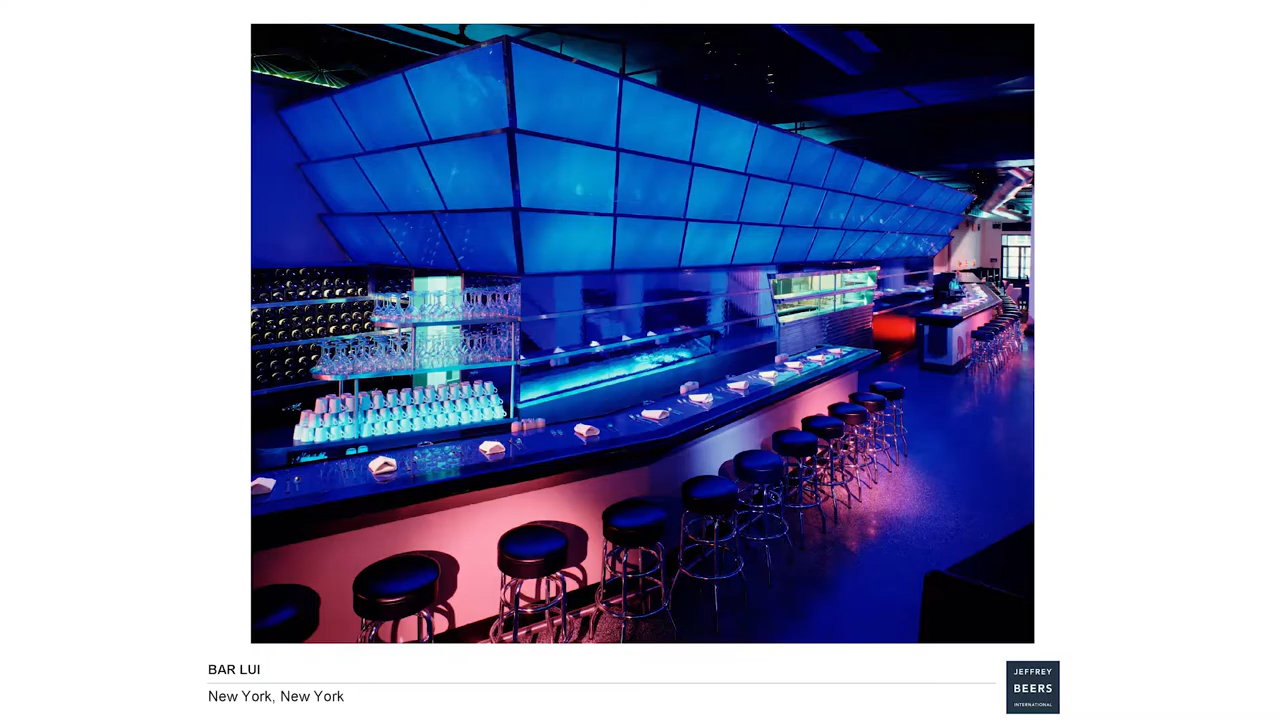 BAR LUI
New York, New York
JEFFREY
BEERS
INTERNATIONAL